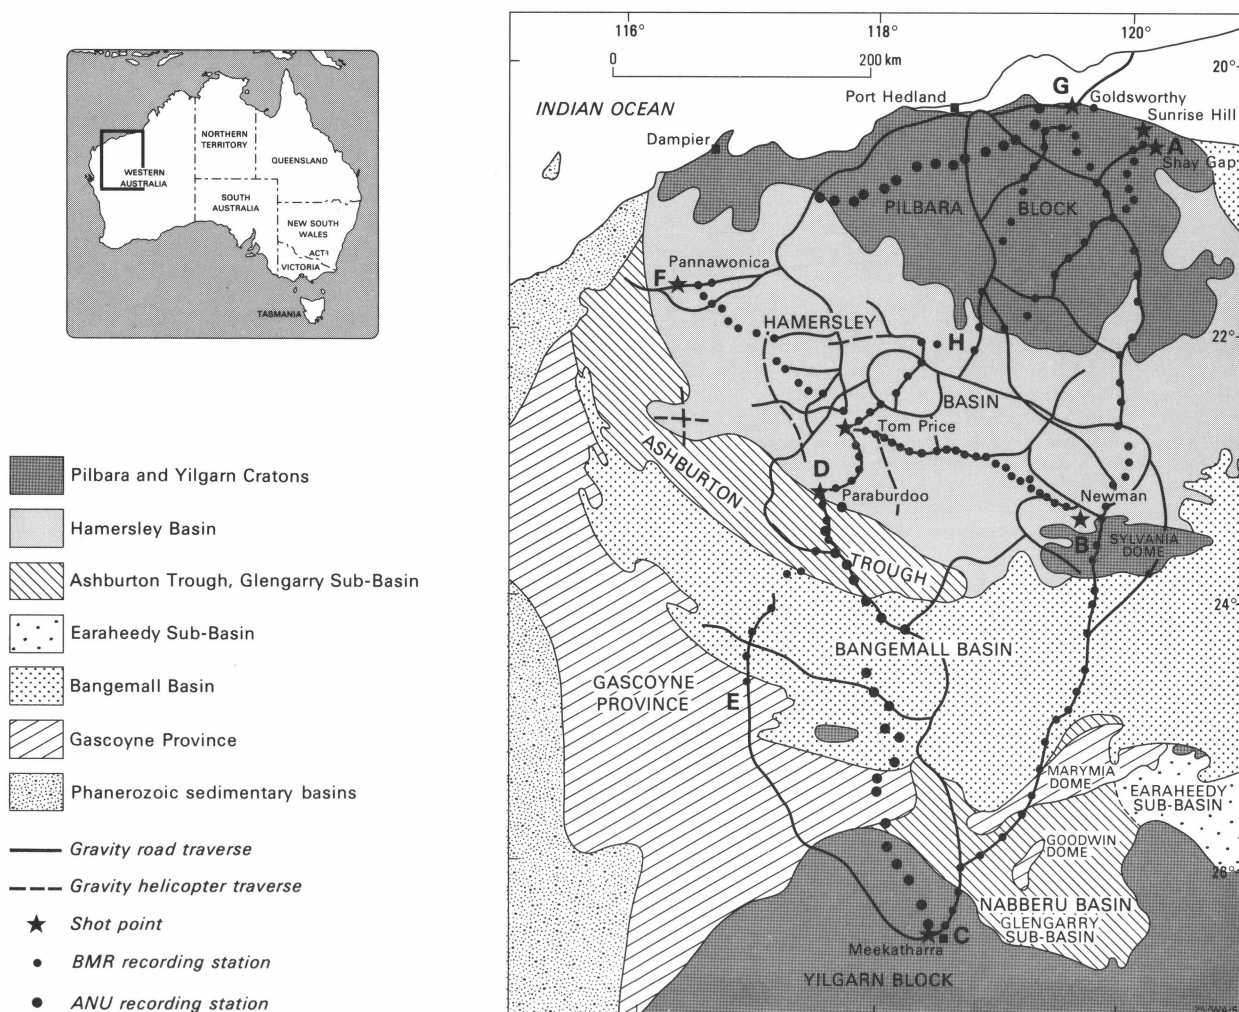 116°
118°
120°
0
200 km
20°
INDIAN OCEAN
Port Hedland
G
Goldsworthy
Sunrise Hill
Dampier
A
Shay Gap
PILBARA
BLOCK
F
Pannawonica
HAMERSLEY
H
22°
BASIN
Tom Price
ASHBURTON
D
Paraburdoo
Newman
B
SYLVANIA
DOME
TROUGH
24°
BANGEMALL BASIN
GASCOYNE
PROVINCE
E
MARYMIA
DOME
EARAHEEDY
SUB-BASIN
GOODWIN
DOME
26°
NABBERU BASIN
GLENGARRY
SUB-BASIN
C
Meekatharra
YILGARN BLOCK
NORTHERN
TERRITORY
QUEENSLAND
WESTERN
AUSTRALIA
SOUTH
AUSTRALIA
NEW SOUTH
WALES
ACT
VICTORIA
TASMANIA
Pilbara and Yilgarn Cratons
Hamersley Basin
Ashburton Trough, Glengarry Sub-Basin
Earaheedy Sub-Basin
Bangemall Basin
Gascoyne Province
Phanerozoic sedimentary basins
Gravity road traverse
Gravity helicopter traverse
Shot point
BMR recording station
ANU recording station